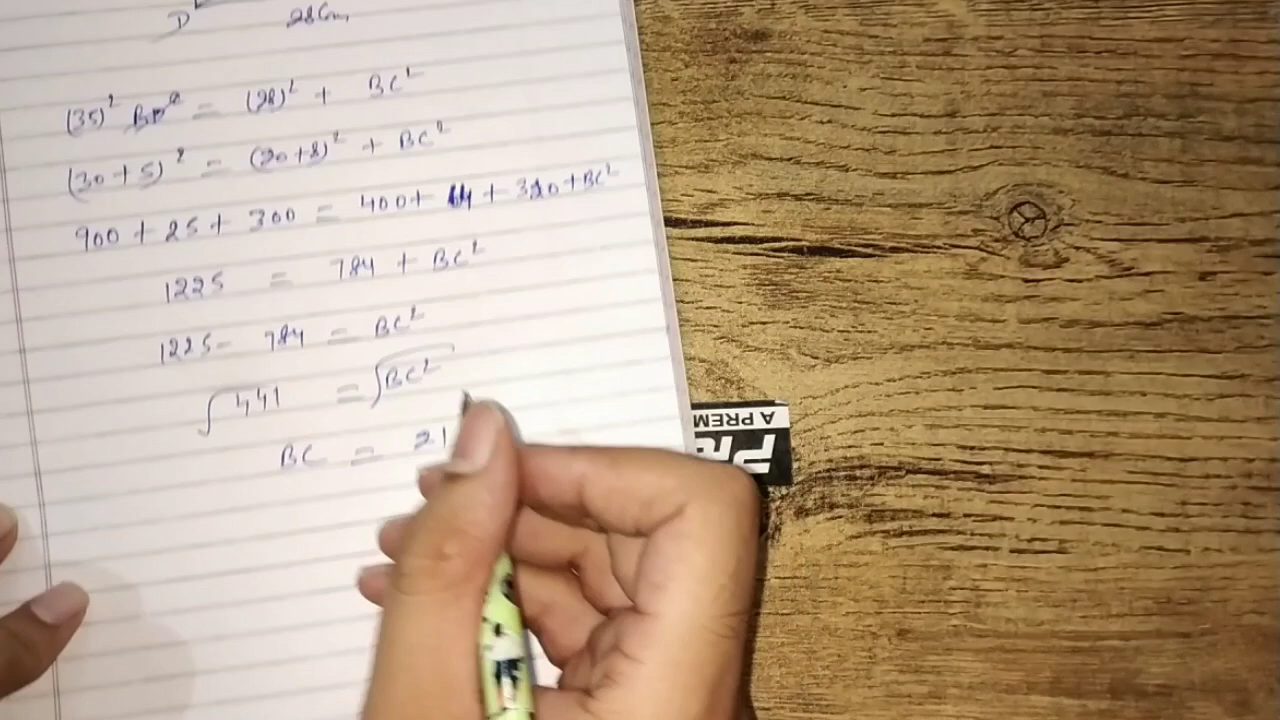 D 28Cm
(35)² BD² = (28)² + BC²
(30+5)² = (20+8)² + BC²
900 + 25 + 300 = 400 + 64 + 320 + BC²
1225 = 784 + BC²
1225 - 784 = BC²
√441 = √BC²
BC = 21
A PREM